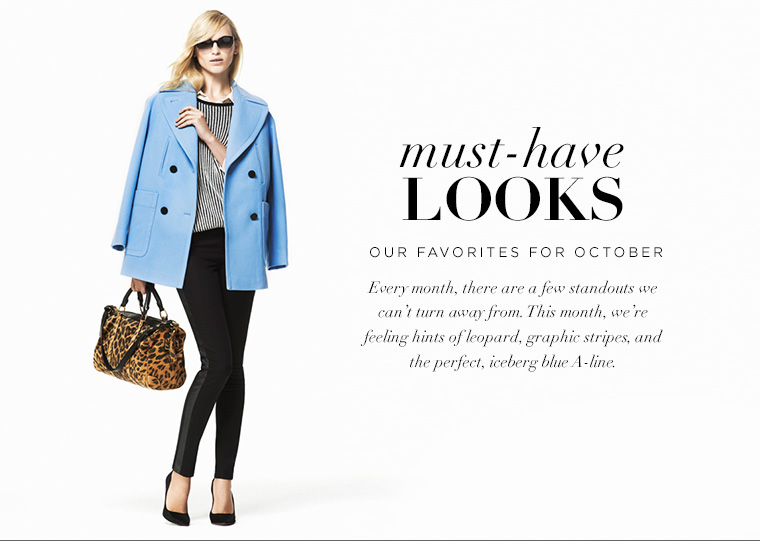 must-have
LOOKS
OUR FAVORITES FOR OCTOBER
Every month, there are a few standouts we
can't turn away from. This month, we're
feeling hints of leopard, graphic stripes, and
the perfect, iceberg blue A-line.